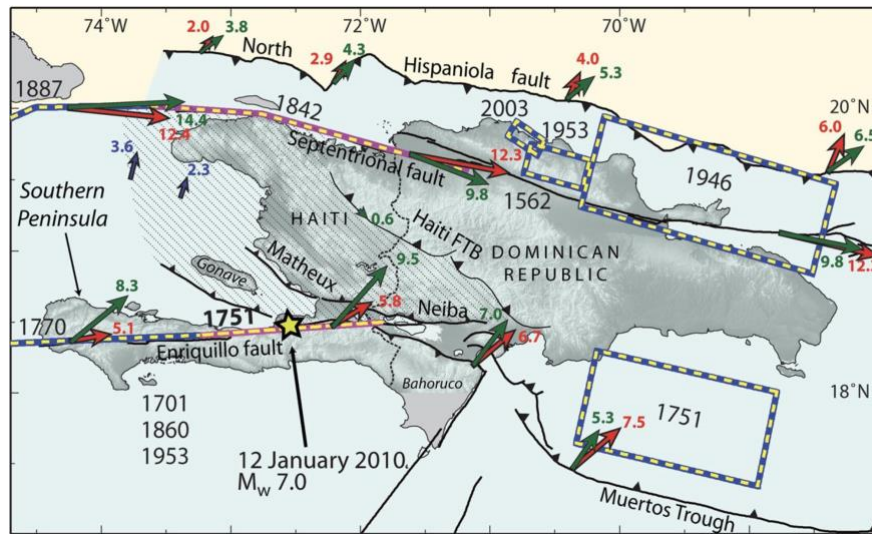 74°W
72°W
70°W
2.0
3.8
North
2.9
4.3
Hispaniola fault
4.0
5.3
1887
1842
2003
1953
20°N
14.4
12.4
Septentrional fault
12.3
9.8
6.0
6.5
3.6
2.3
1562
1946
Southern
Peninsula
HAITI
0.6
Haiti FTB
DOMINICAN
REPUBLIC
9.8
Gonave
Matheux
9.5
8.3
5.8
Neiba
7.0
5.1
1770
1751
6.7
Enriquillo fault
Bahoruco
18°N
1701
1860
1953
1751
5.3
7.5
12 January 2010
Mw 7.0
Muertos Trough